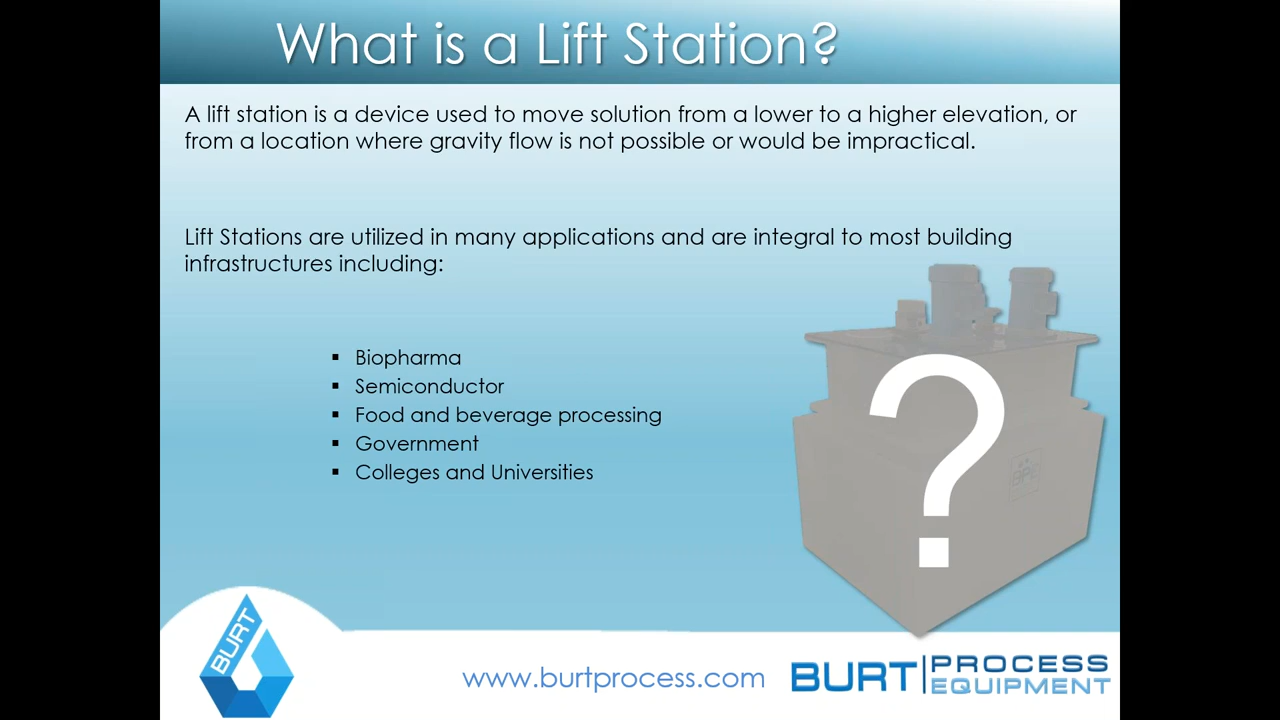 What is a Lift Station?
A lift station is a device used to move solution from a lower to a higher elevation, or
from a location where gravity flow is not possible or would be impractical.
Lift Stations are utilized in many applications and are integral to most building
infrastructures including:
▪ Biopharma
▪ Semiconductor
▪ Food and beverage processing
▪ Government
▪ Colleges and Universities
?
BURT
www.burtprocess.com
BURT PROCESS
EQUIPMENT